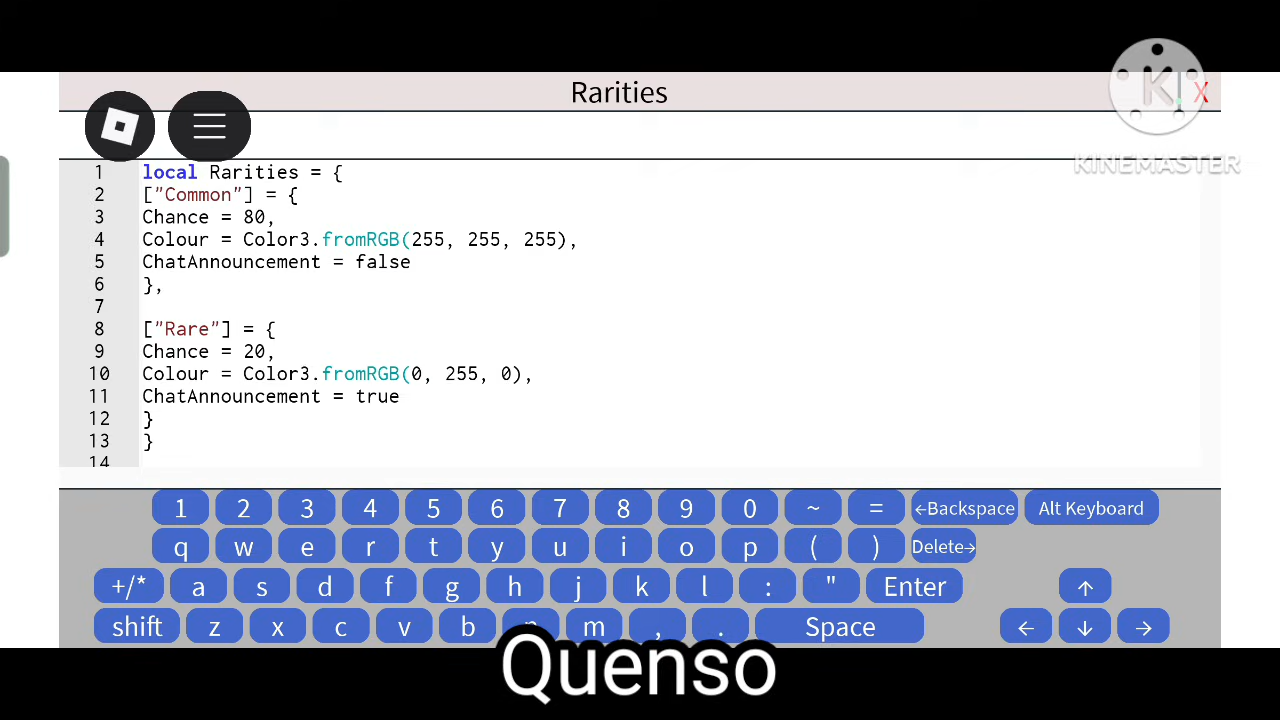 Rarities
X
KINEMASTER
1 local Rarities = {
2 ["Common"] = {
3 Chance = 80,
4 Colour = Color3.fromRGB(255, 255, 255),
5 ChatAnnouncement = false
6 },
7
8 ["Rare"] = {
9 Chance = 20,
10 Colour = Color3.fromRGB(0, 255, 0),
11 ChatAnnouncement = true
12 }
13 }
14
1 2 3 4 5 6 7 8 9 0 ~ = ←Backspace Alt Keyboard
q w e r t y u i o p ( ) Delete→
+/* a s d f g h j k l : " Enter ↑
shift z x c v b n m , . Space ← ↓ →
Quenso